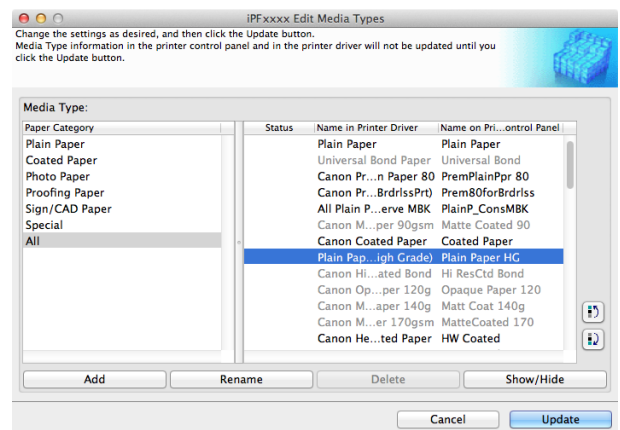 iPFxxxx Edit Media Types
Change the settings as desired, and then click the Update button.
Media Type information in the printer control panel and in the printer driver will not be updated until you
click the Update button.
Media Type:
Paper Category
Status Name in Printer Driver Name on Pri...ontrol Panel
Plain Paper Plain Paper Plain Paper
Coated Paper Universal Bond Paper Universal Bond
Photo Paper Canon Pr...n Paper 80 PremPlainPpr 80
Proofing Paper Canon Pr...BrdrlssPrt) Prem80forBrdrlss
Sign/CAD Paper All Plain P...erve MBK PlainP_ConsMBK
Special Canon M...per 90gsm Matte Coated 90
All Canon Coated Paper Coated Paper
Plain Pap...igh Grade) Plain Paper HG
Canon Hi...ated Bond Hi ResCtd Bond
Canon Op...per 120g Opaque Paper 120
Canon M...aper 140g Matt Coat 140g
Canon M...er 170gsm MatteCoated 170
Canon He...ted Paper HW Coated
Add Rename Delete Show/Hide
Cancel Update